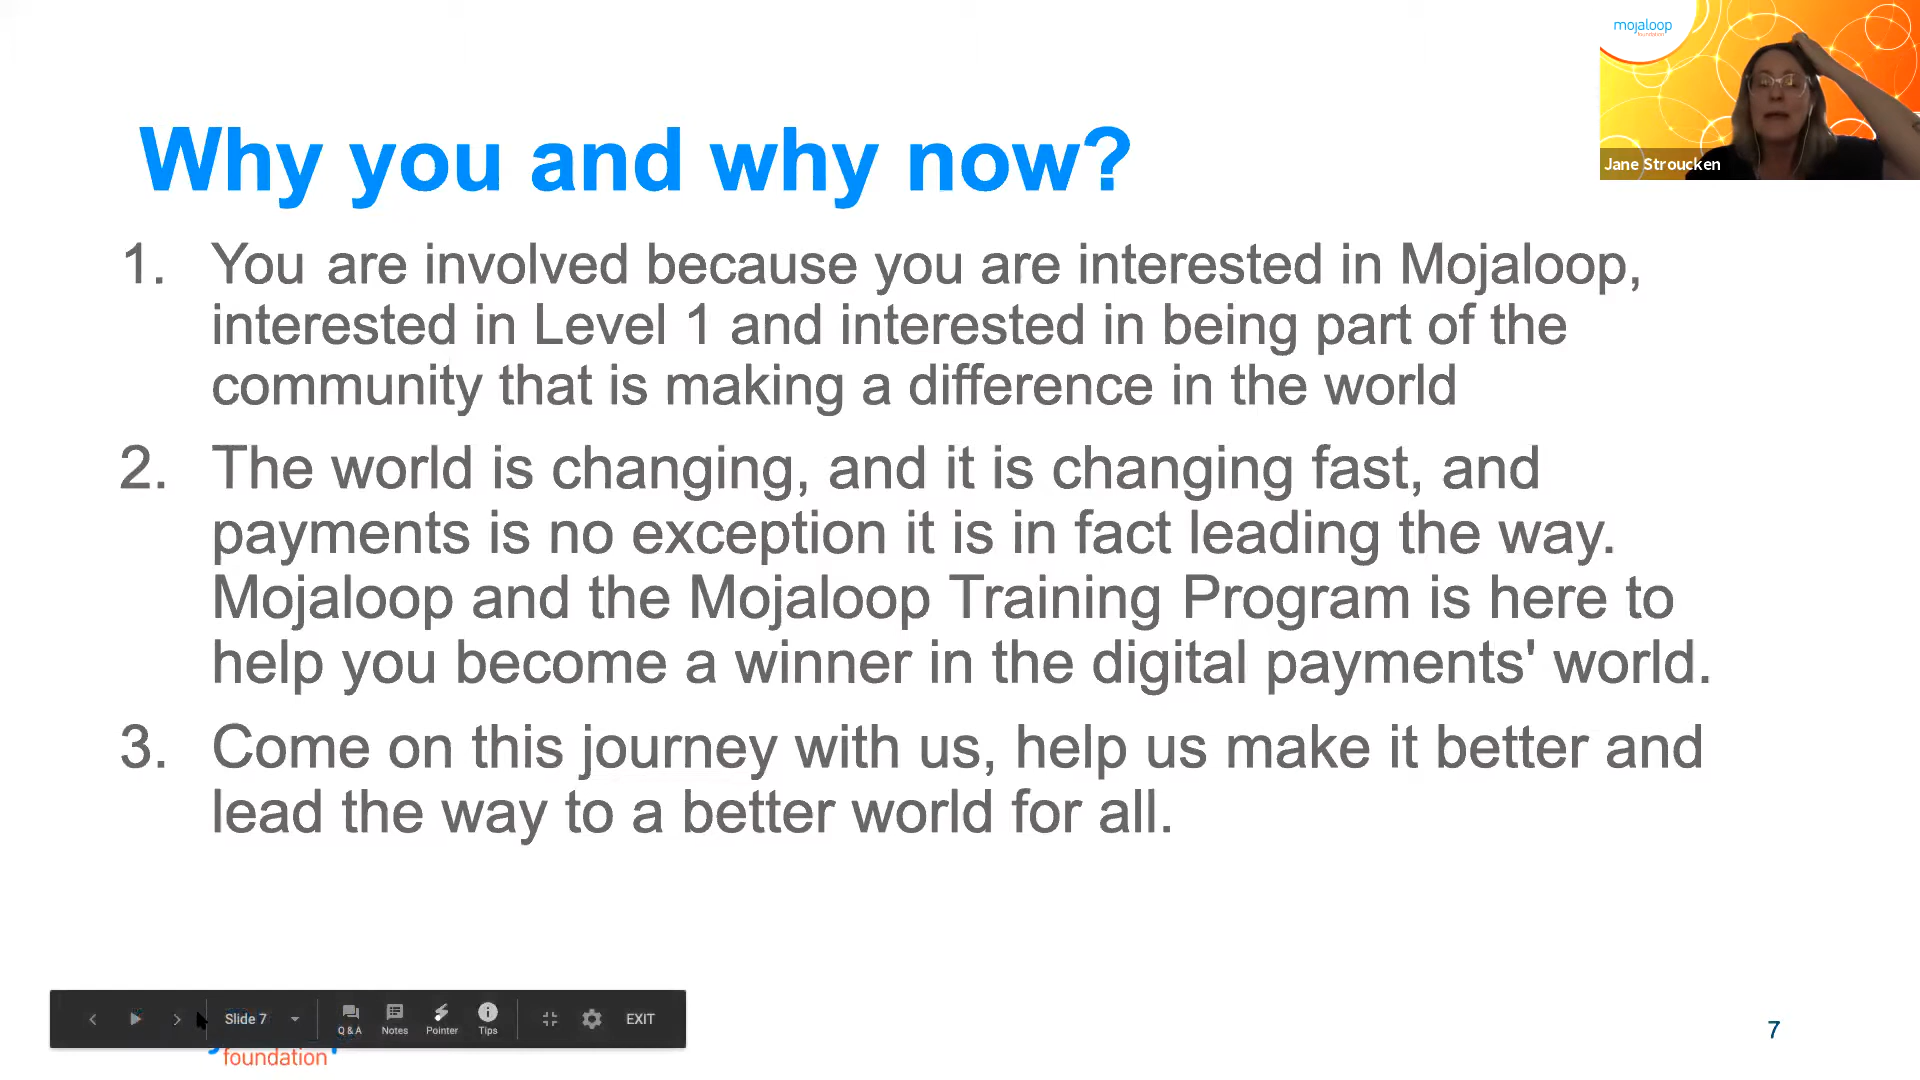 mojaloop
foundation
Jane Stroucken
Why you and why now?
1. You are involved because you are interested in Mojaloop,
interested in Level 1 and interested in being part of the
community that is making a difference in the world
2. The world is changing, and it is changing fast, and
payments is no exception it is in fact leading the way.
Mojaloop and the Mojaloop Training Program is here to
help you become a winner in the digital payments' world.
3. Come on this journey with us, help us make it better and
lead the way to a better world for all.
Slide 7
Q & A
Notes
Pointer
Tips
EXIT
foundation
7